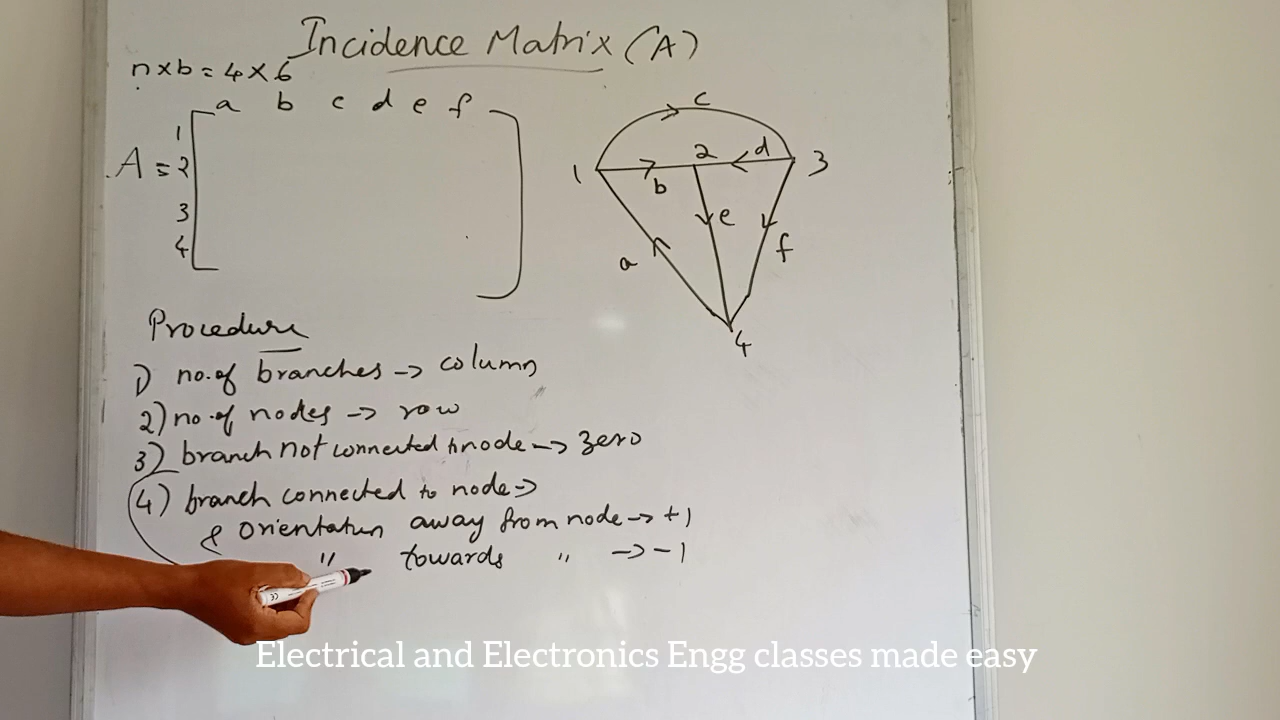 Incidence Matrix (A)
n x b = 4 x 6
a b c d e f
1
A = 2
3
4
c
1 2 d 3
b
e
a f
4
Procedure
1) no. of branches -> column
2) no. of nodes -> row
3) branch not connected to node -> zero
4) branch connected to node ->
& Orientation away from node -> +1
" towards " -> -1
Electrical and Electronics Engg classes made easy